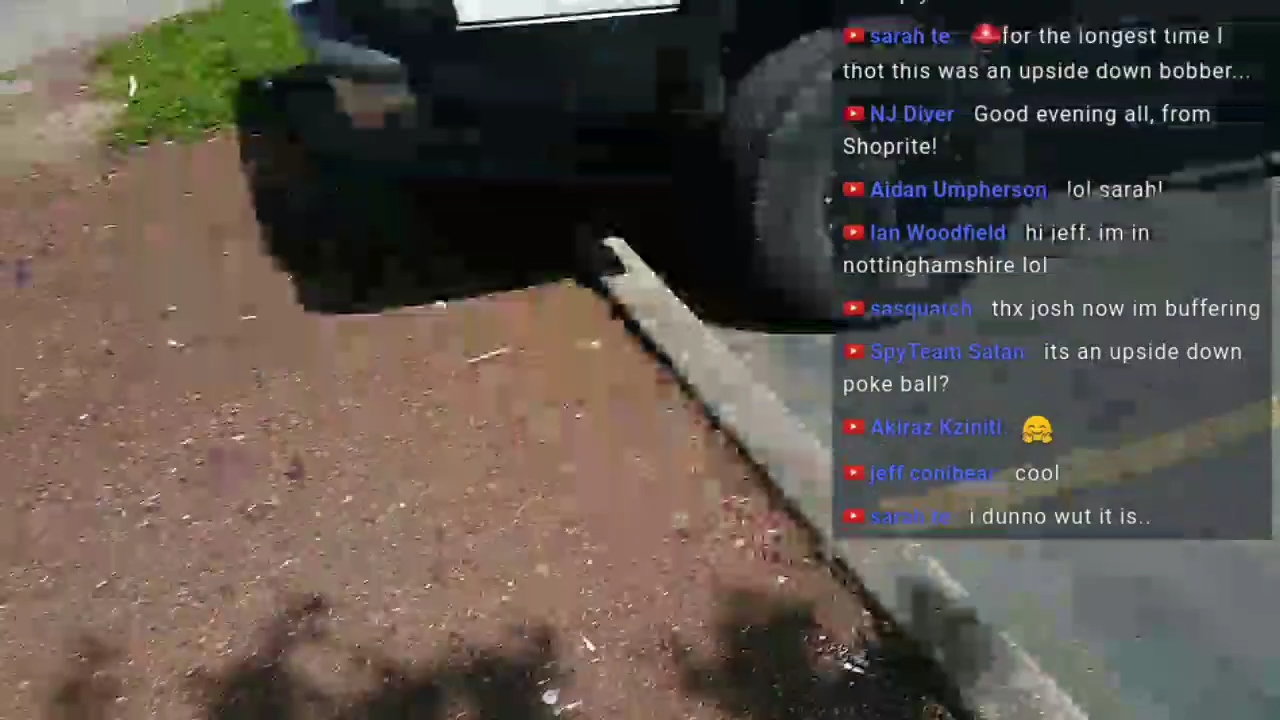 sarah te ⛑for the longest time I
thot this was an upside down bobber...
NJ Diver Good evening all, from
Shoprite!
Aidan Umpherson lol sarah!
Ian Woodfield hi jeff. im in
nottinghamshire lol
sasquatch thx josh now im buffering
SpyTeam Satan its an upside down
poke ball?
Akiraz Kziniti 🤗
jeff conibear cool
sarah te i dunno wut it is..